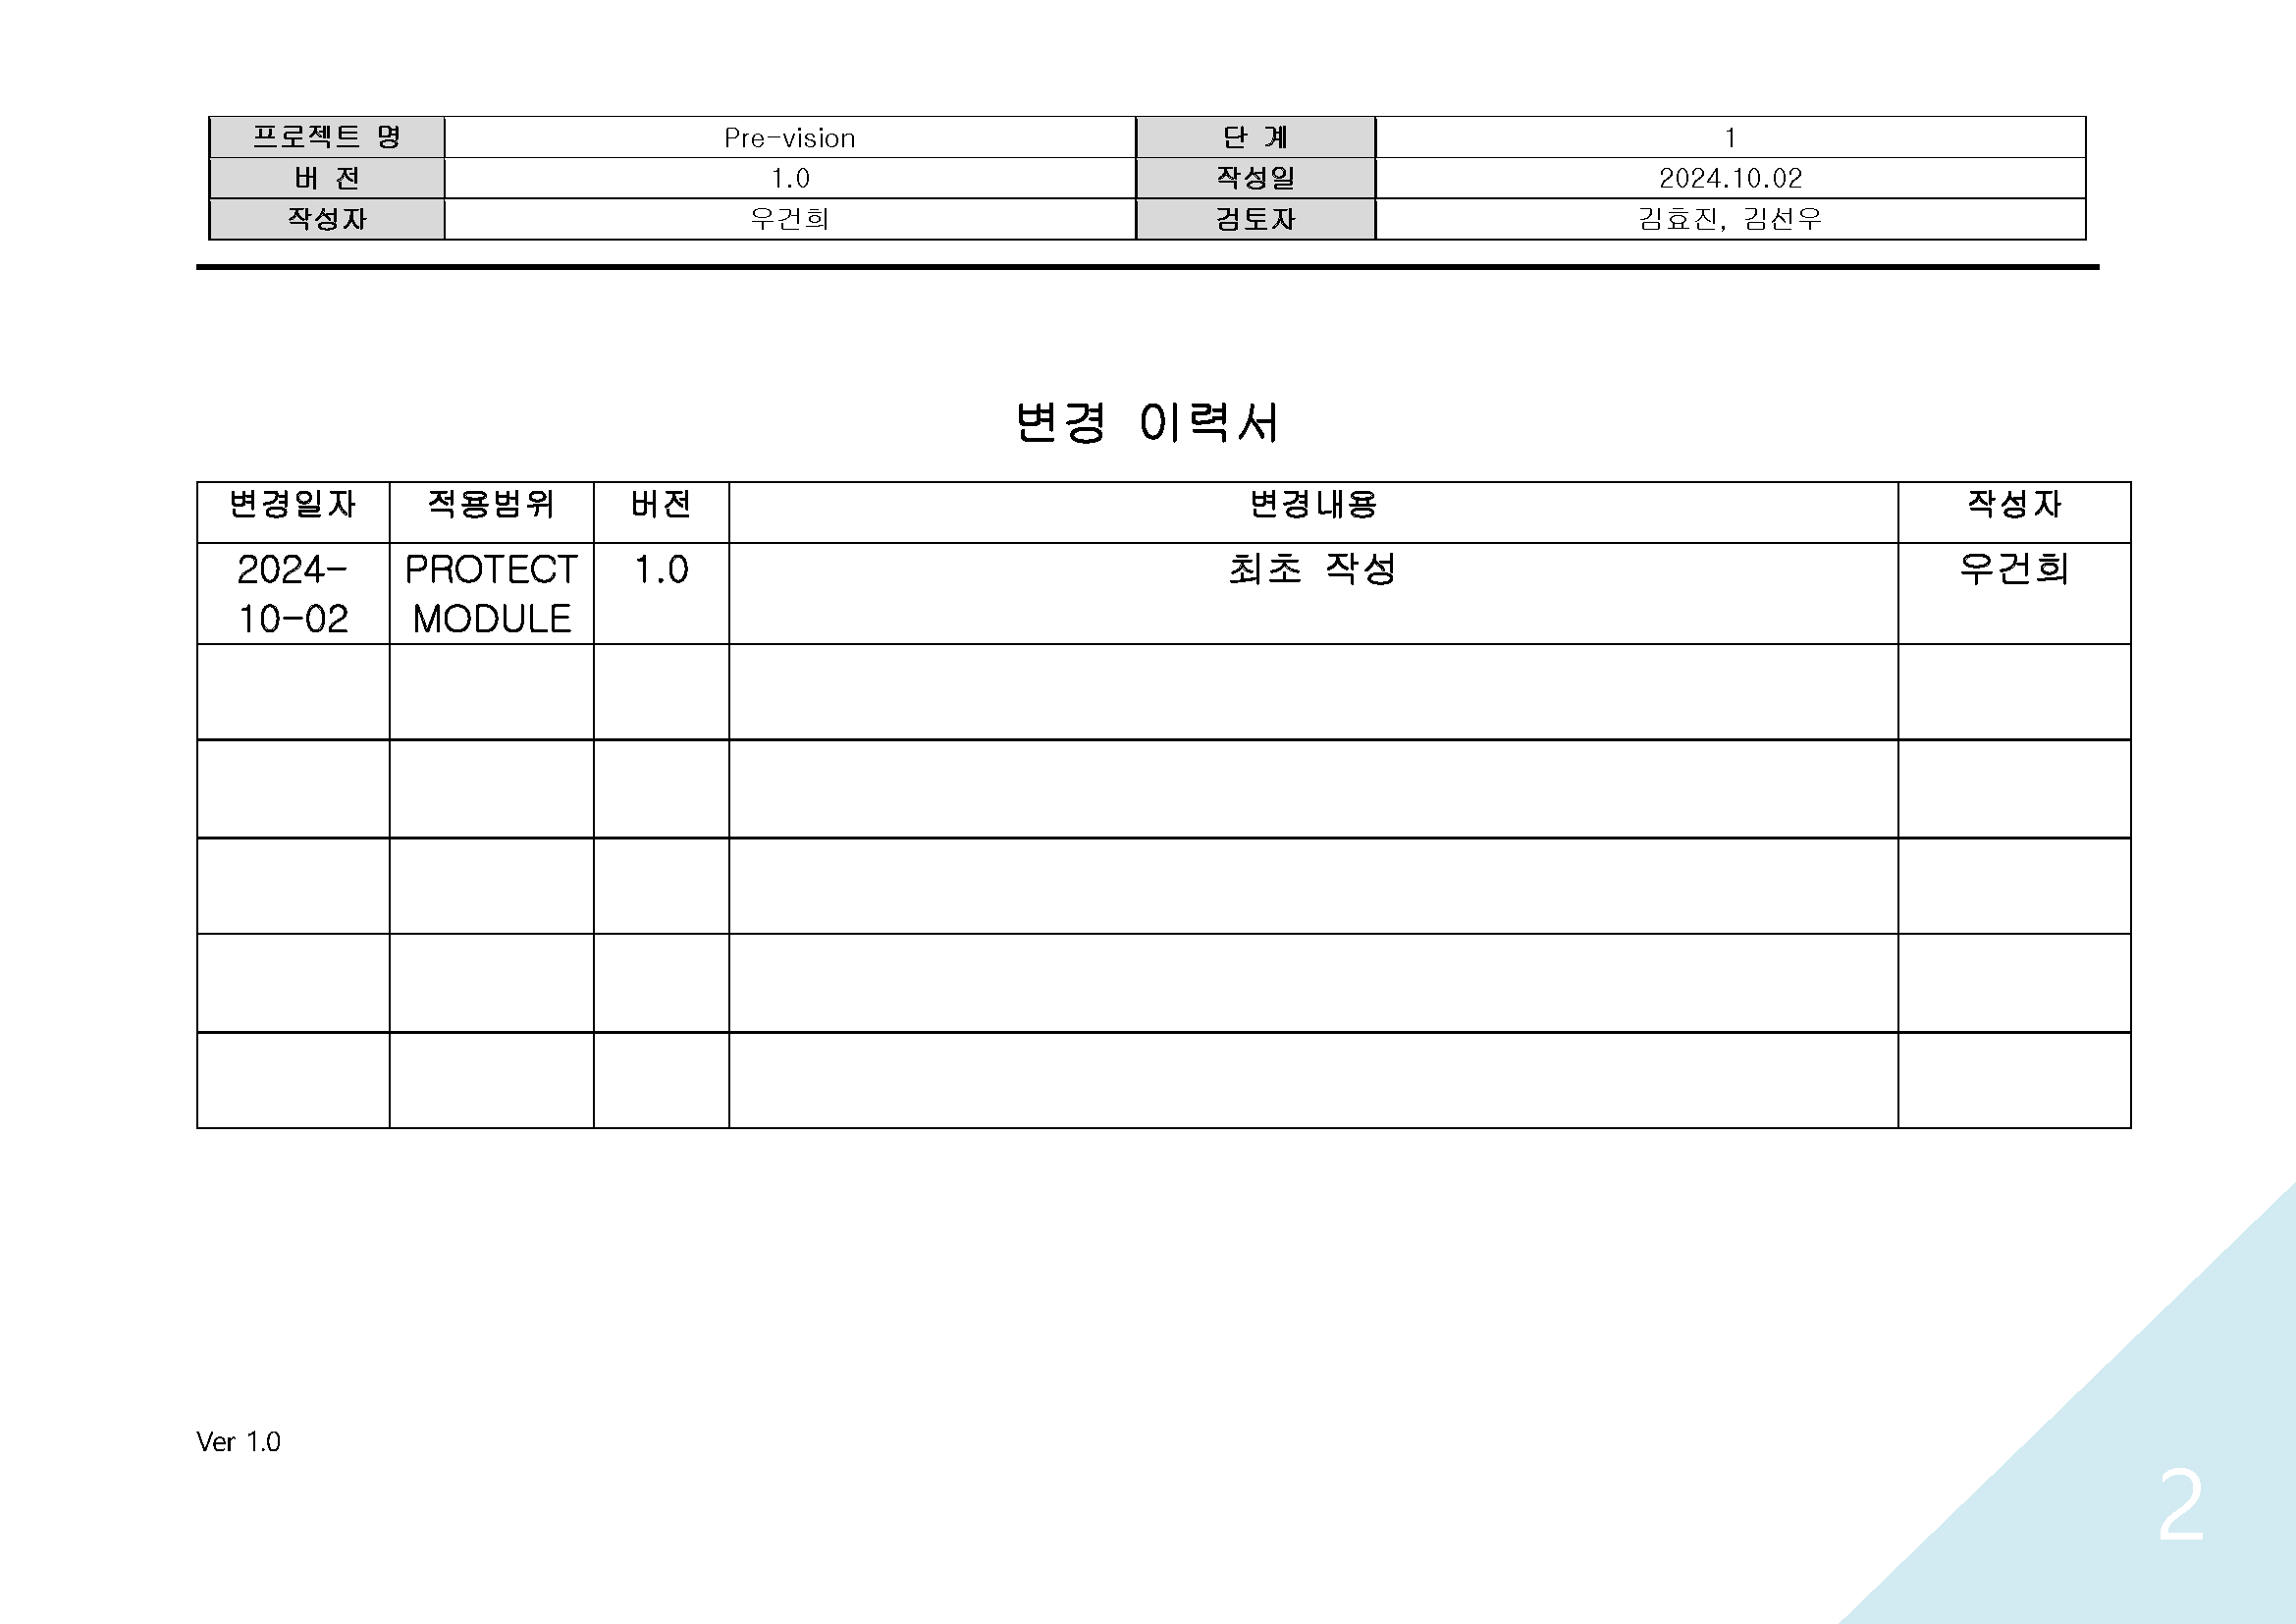 프로젝트 명 Pre-vision 단 계 1
버 전 1.0 작성일 2024.10.02
작성자 우건희 검토자 김효진, 김선우
변경 이력서
변경일자 적용범위 버전 변경내용 작성자
2024- PROTECT 1.0 최초 작성 우건희
10-02 MODULE
Ver 1.0
2